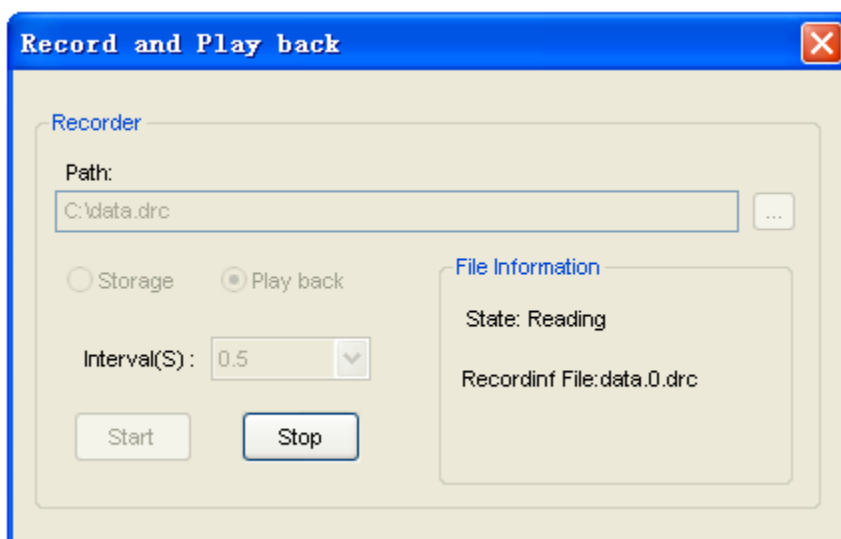 Record and Play back
Recorder
Path:
C:\data.drc
...
Storage
Play back
File Information
State: Reading
Interval(S) :
0.5
Recordinf File:data.0.drc
Start
Stop